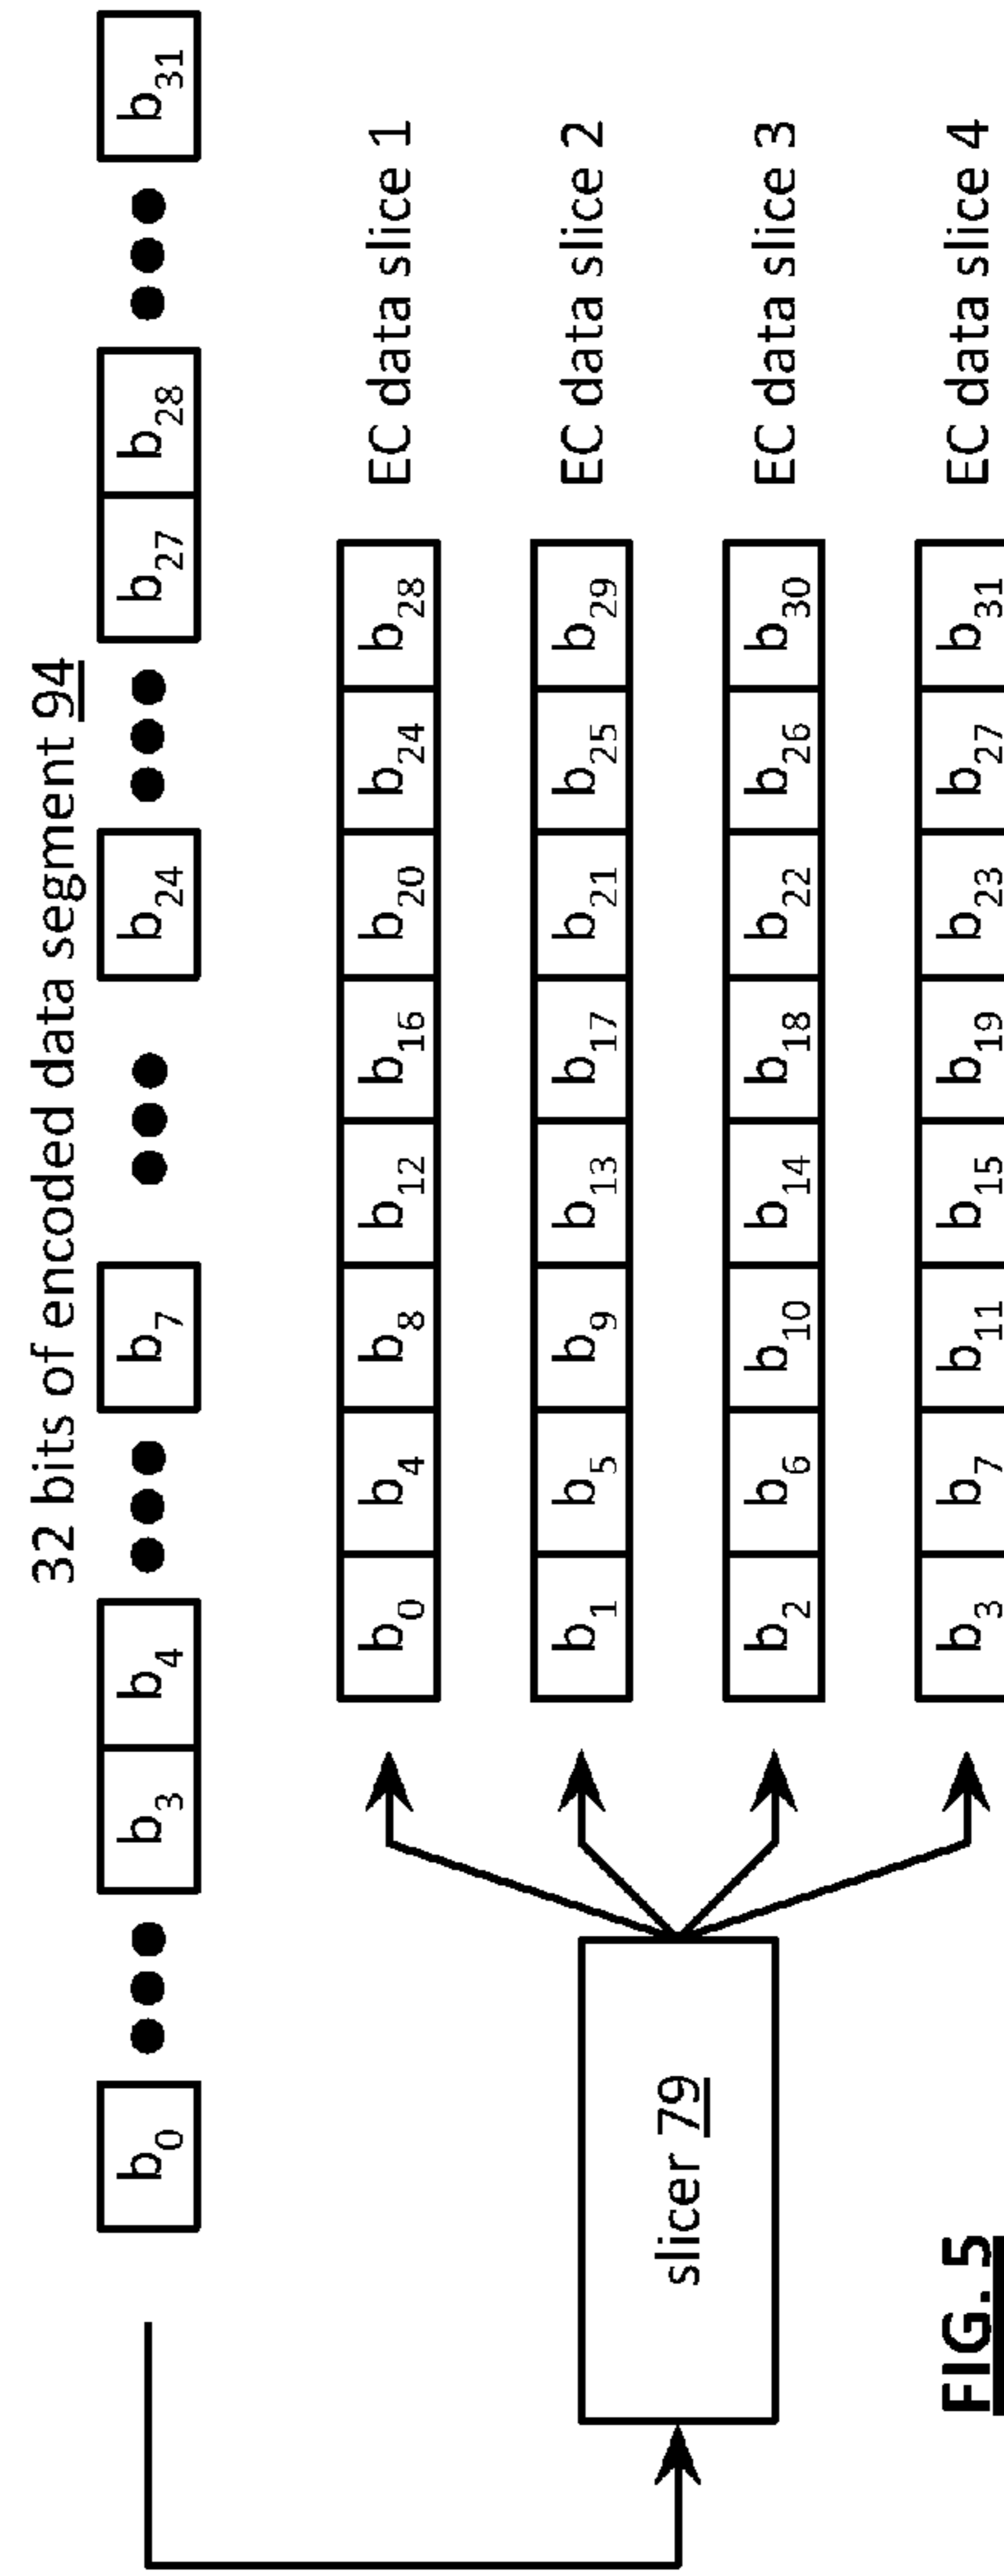 32 bits of encoded data segment 94
b0 ••• b3 b4 ••• b7 ••• b24 ••• b27 b28 ••• b31
b0 b4 b8 b12 b16 b20 b24 b28 EC data slice 1
b1 b5 b9 b13 b17 b21 b25 b29 EC data slice 2
slicer 79
b2 b6 b10 b14 b18 b22 b26 b30 EC data slice 3
b3 b7 b11 b15 b19 b23 b27 b31 EC data slice 4
FIG. 5